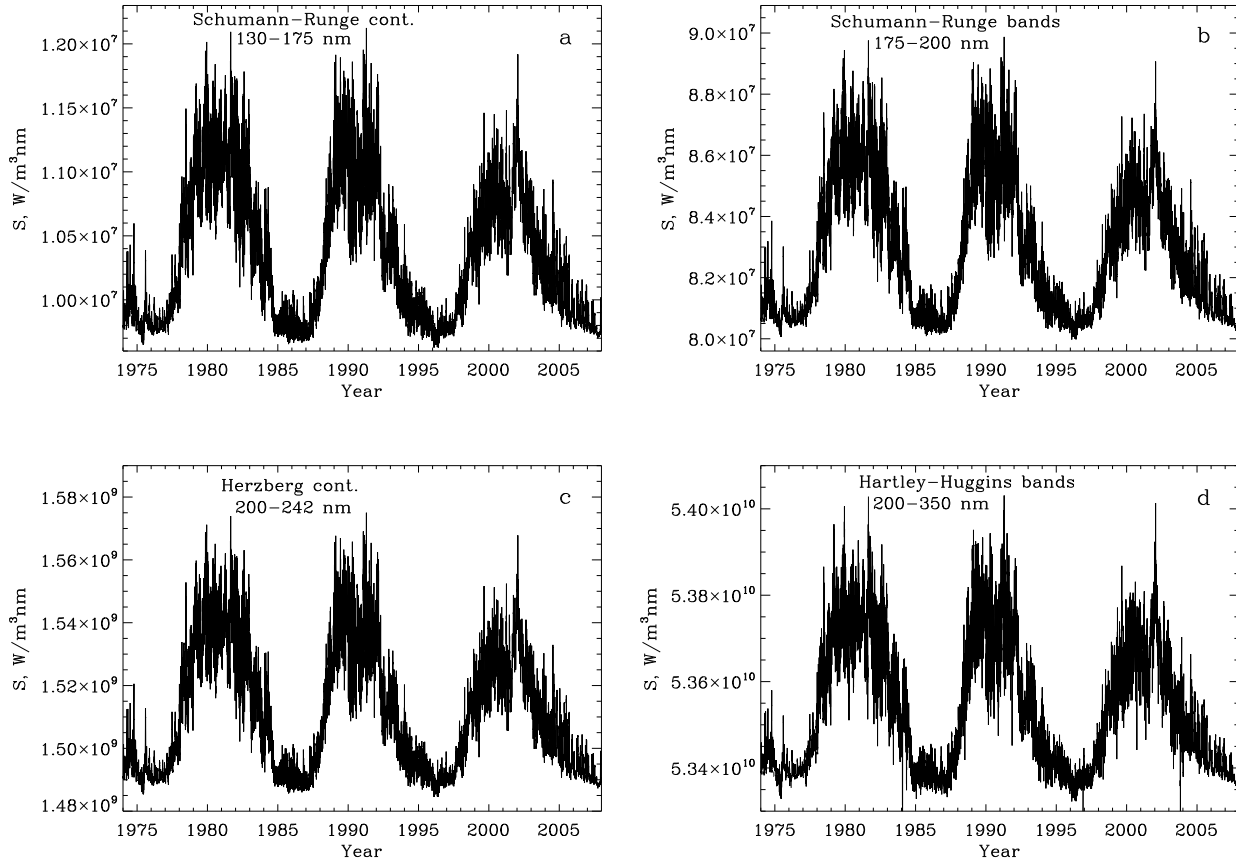 Schumann-Runge cont.
130-175 nm
a
1.20×10⁷
1.15×10⁷
1.10×10⁷
1.05×10⁷
1.00×10⁷
S, W/m³nm
1975 1980 1985 1990 1995 2000 2005
Year
Schumann-Runge bands
175-200 nm
b
9.0×10⁷
8.8×10⁷
8.6×10⁷
8.4×10⁷
8.2×10⁷
8.0×10⁷
S, W/m³nm
1975 1980 1985 1990 1995 2000 2005
Year
Herzberg cont.
200-242 nm
c
1.58×10⁹
1.56×10⁹
1.54×10⁹
1.52×10⁹
1.50×10⁹
1.48×10⁹
S, W/m³nm
1975 1980 1985 1990 1995 2000 2005
Year
Hartley-Huggins bands
200-350 nm
d
5.40×10¹⁰
5.38×10¹⁰
5.36×10¹⁰
5.34×10¹⁰
S, W/m³nm
1975 1980 1985 1990 1995 2000 2005
Year